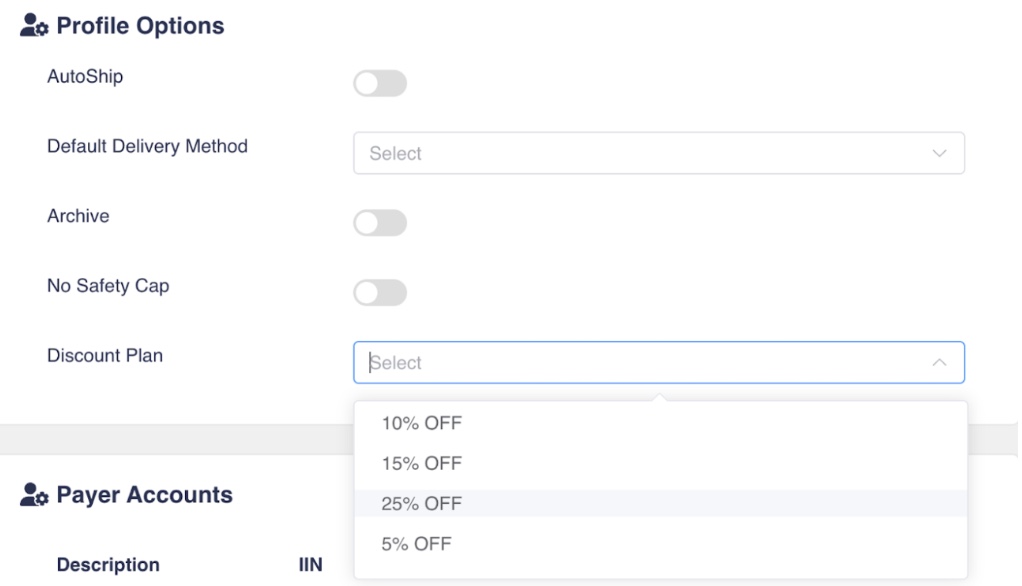 Profile Options
AutoShip
Default Delivery Method
Select
Archive
No Safety Cap
Discount Plan
Select
10% OFF
15% OFF
25% OFF
5% OFF
Payer Accounts
Description IIN